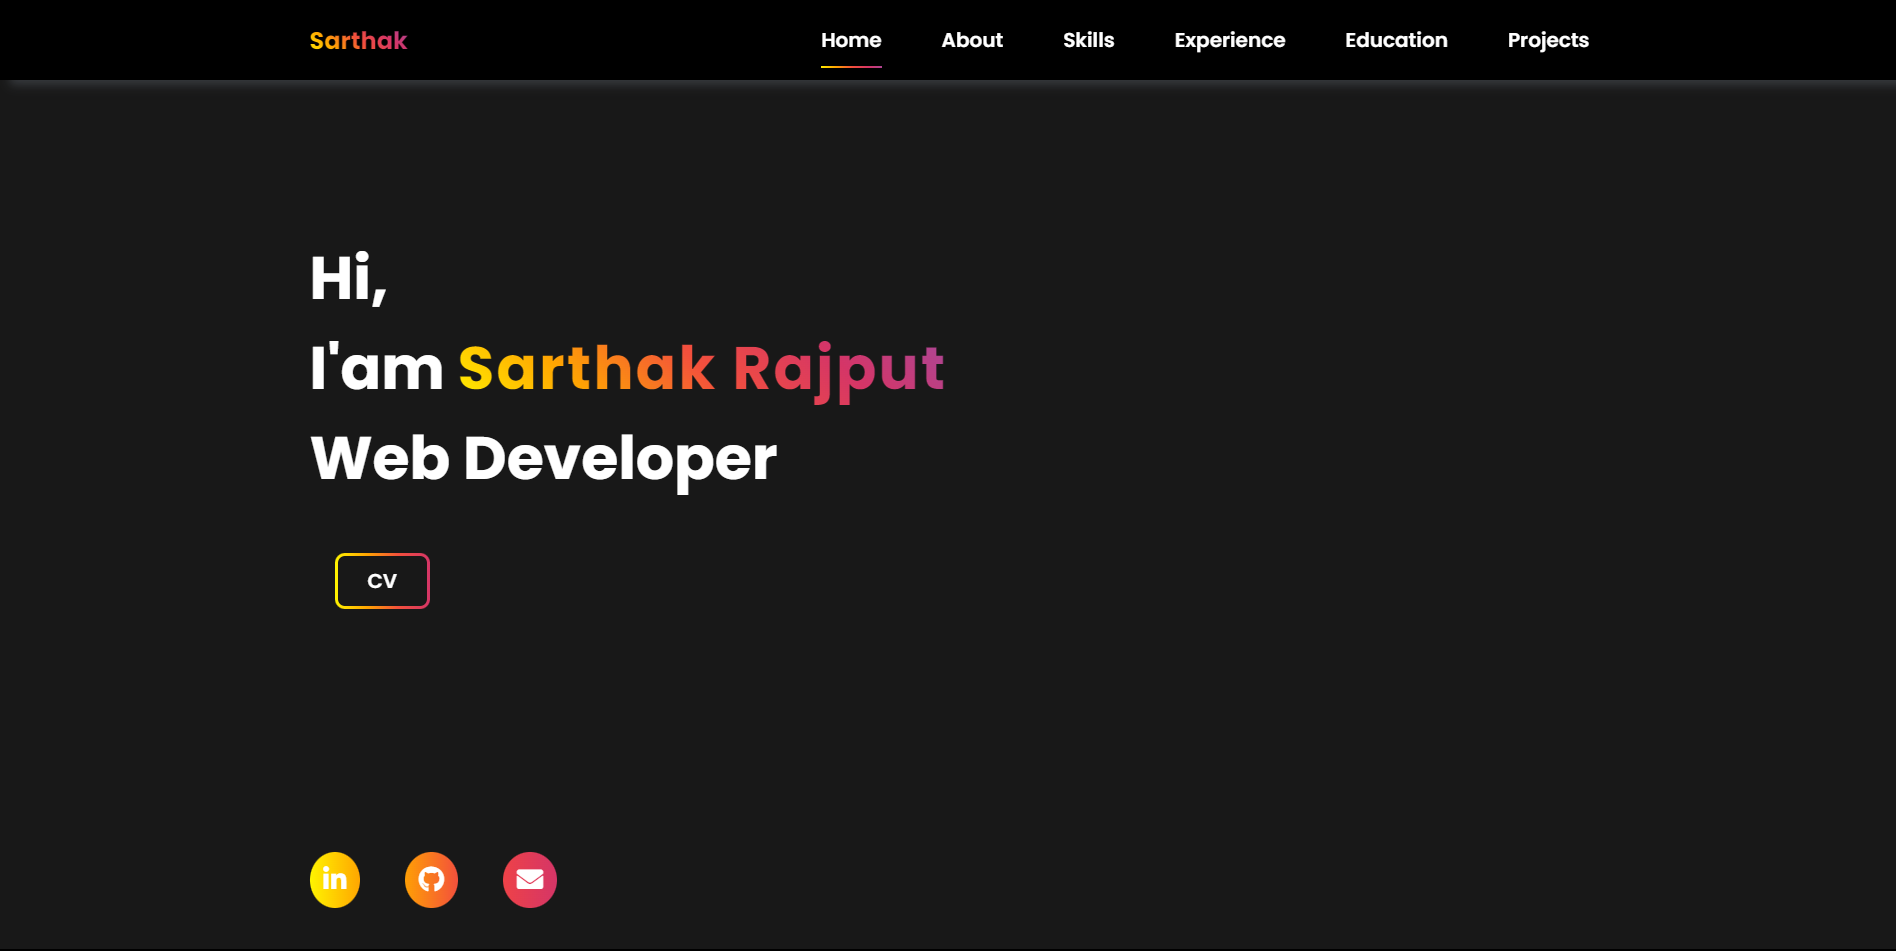 Sarthak
Home About Skills Experience Education Projects
Hi,
I'am Sarthak Rajput
Web Developer
CV
in